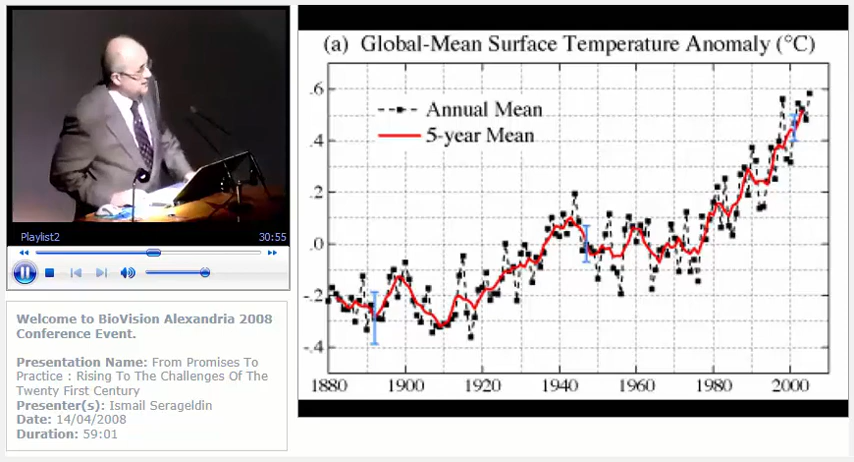 Playlist2 30:55
Welcome to BioVision Alexandria 2008
Conference Event.
Presentation Name: From Promises To
Practice : Rising To The Challenges Of The
Twenty First Century
Presenter(s): Ismail Serageldin
Date: 14/04/2008
Duration: 59:01
(a) Global-Mean Surface Temperature Anomaly (°C)
Annual Mean
5-year Mean
.6
.4
.2
.0
-.2
-.4
1880 1900 1920 1940 1960 1980 2000